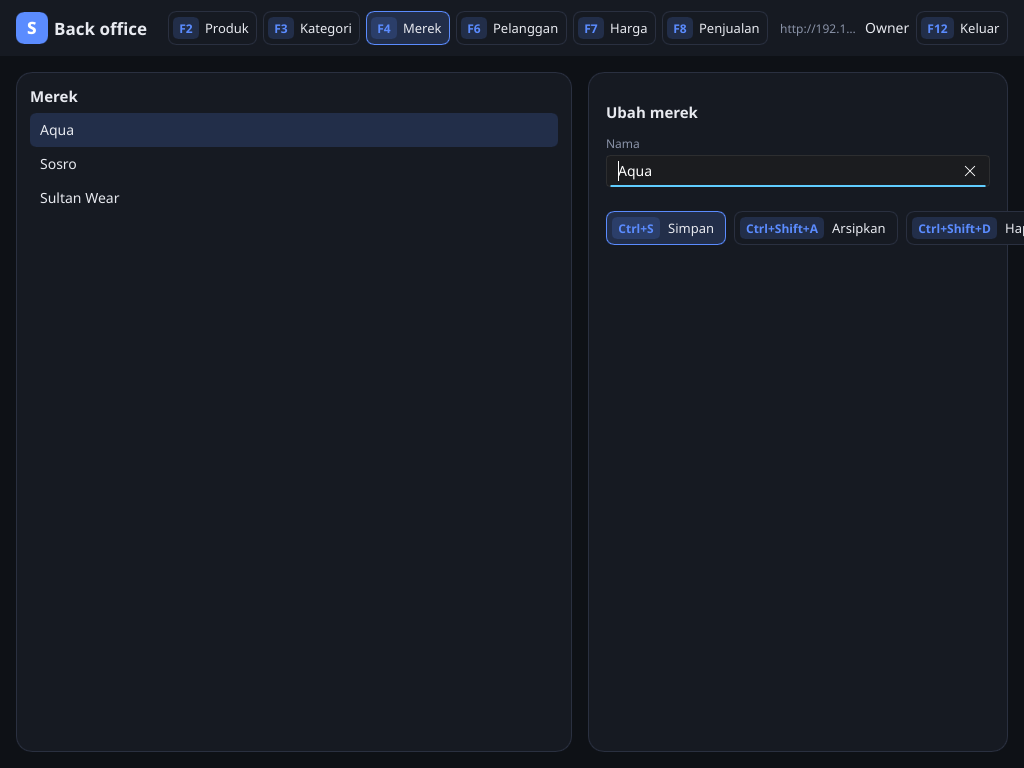 S Back office F2 Produk F3 Kategori F4 Merek F6 Pelanggan F7 Harga F8 Penjualan http://192.1... Owner F12 Keluar
Merek
Aqua
Sosro
Sultan Wear
Ubah merek
Nama
Aqua
Ctrl+S Simpan Ctrl+Shift+A Arsipkan Ctrl+Shift+D